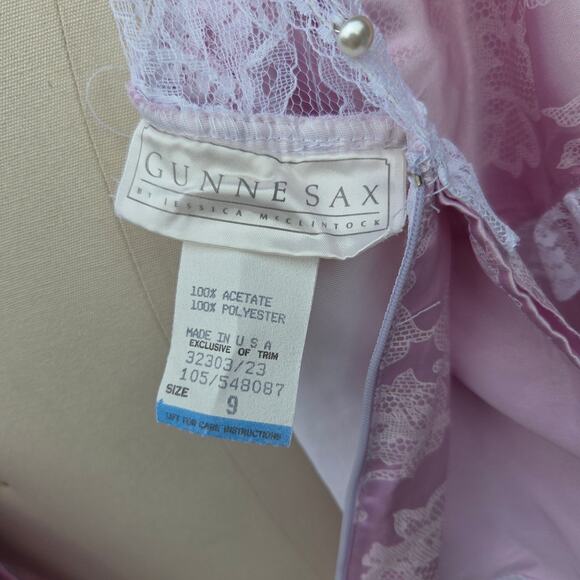 GUNNE SAX
BY JESSICA McCLINTOCK
100% ACETATE
100% POLYESTER
MADE IN U S A
EXCLUSIVE OF TRIM
32303/23
105/548087
SIZE 9
LIFT FOR CARE INSTRUCTIONS